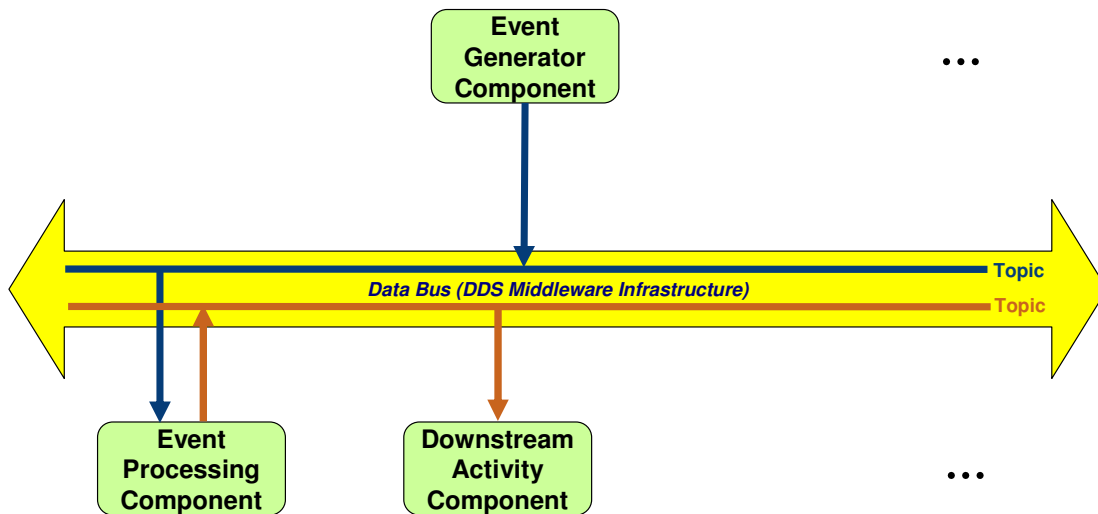 Event
Generator
Component
...
Topic
Data Bus (DDS Middleware Infrastructure)
Topic
Event
Processing
Component
Downstream
Activity
Component
...